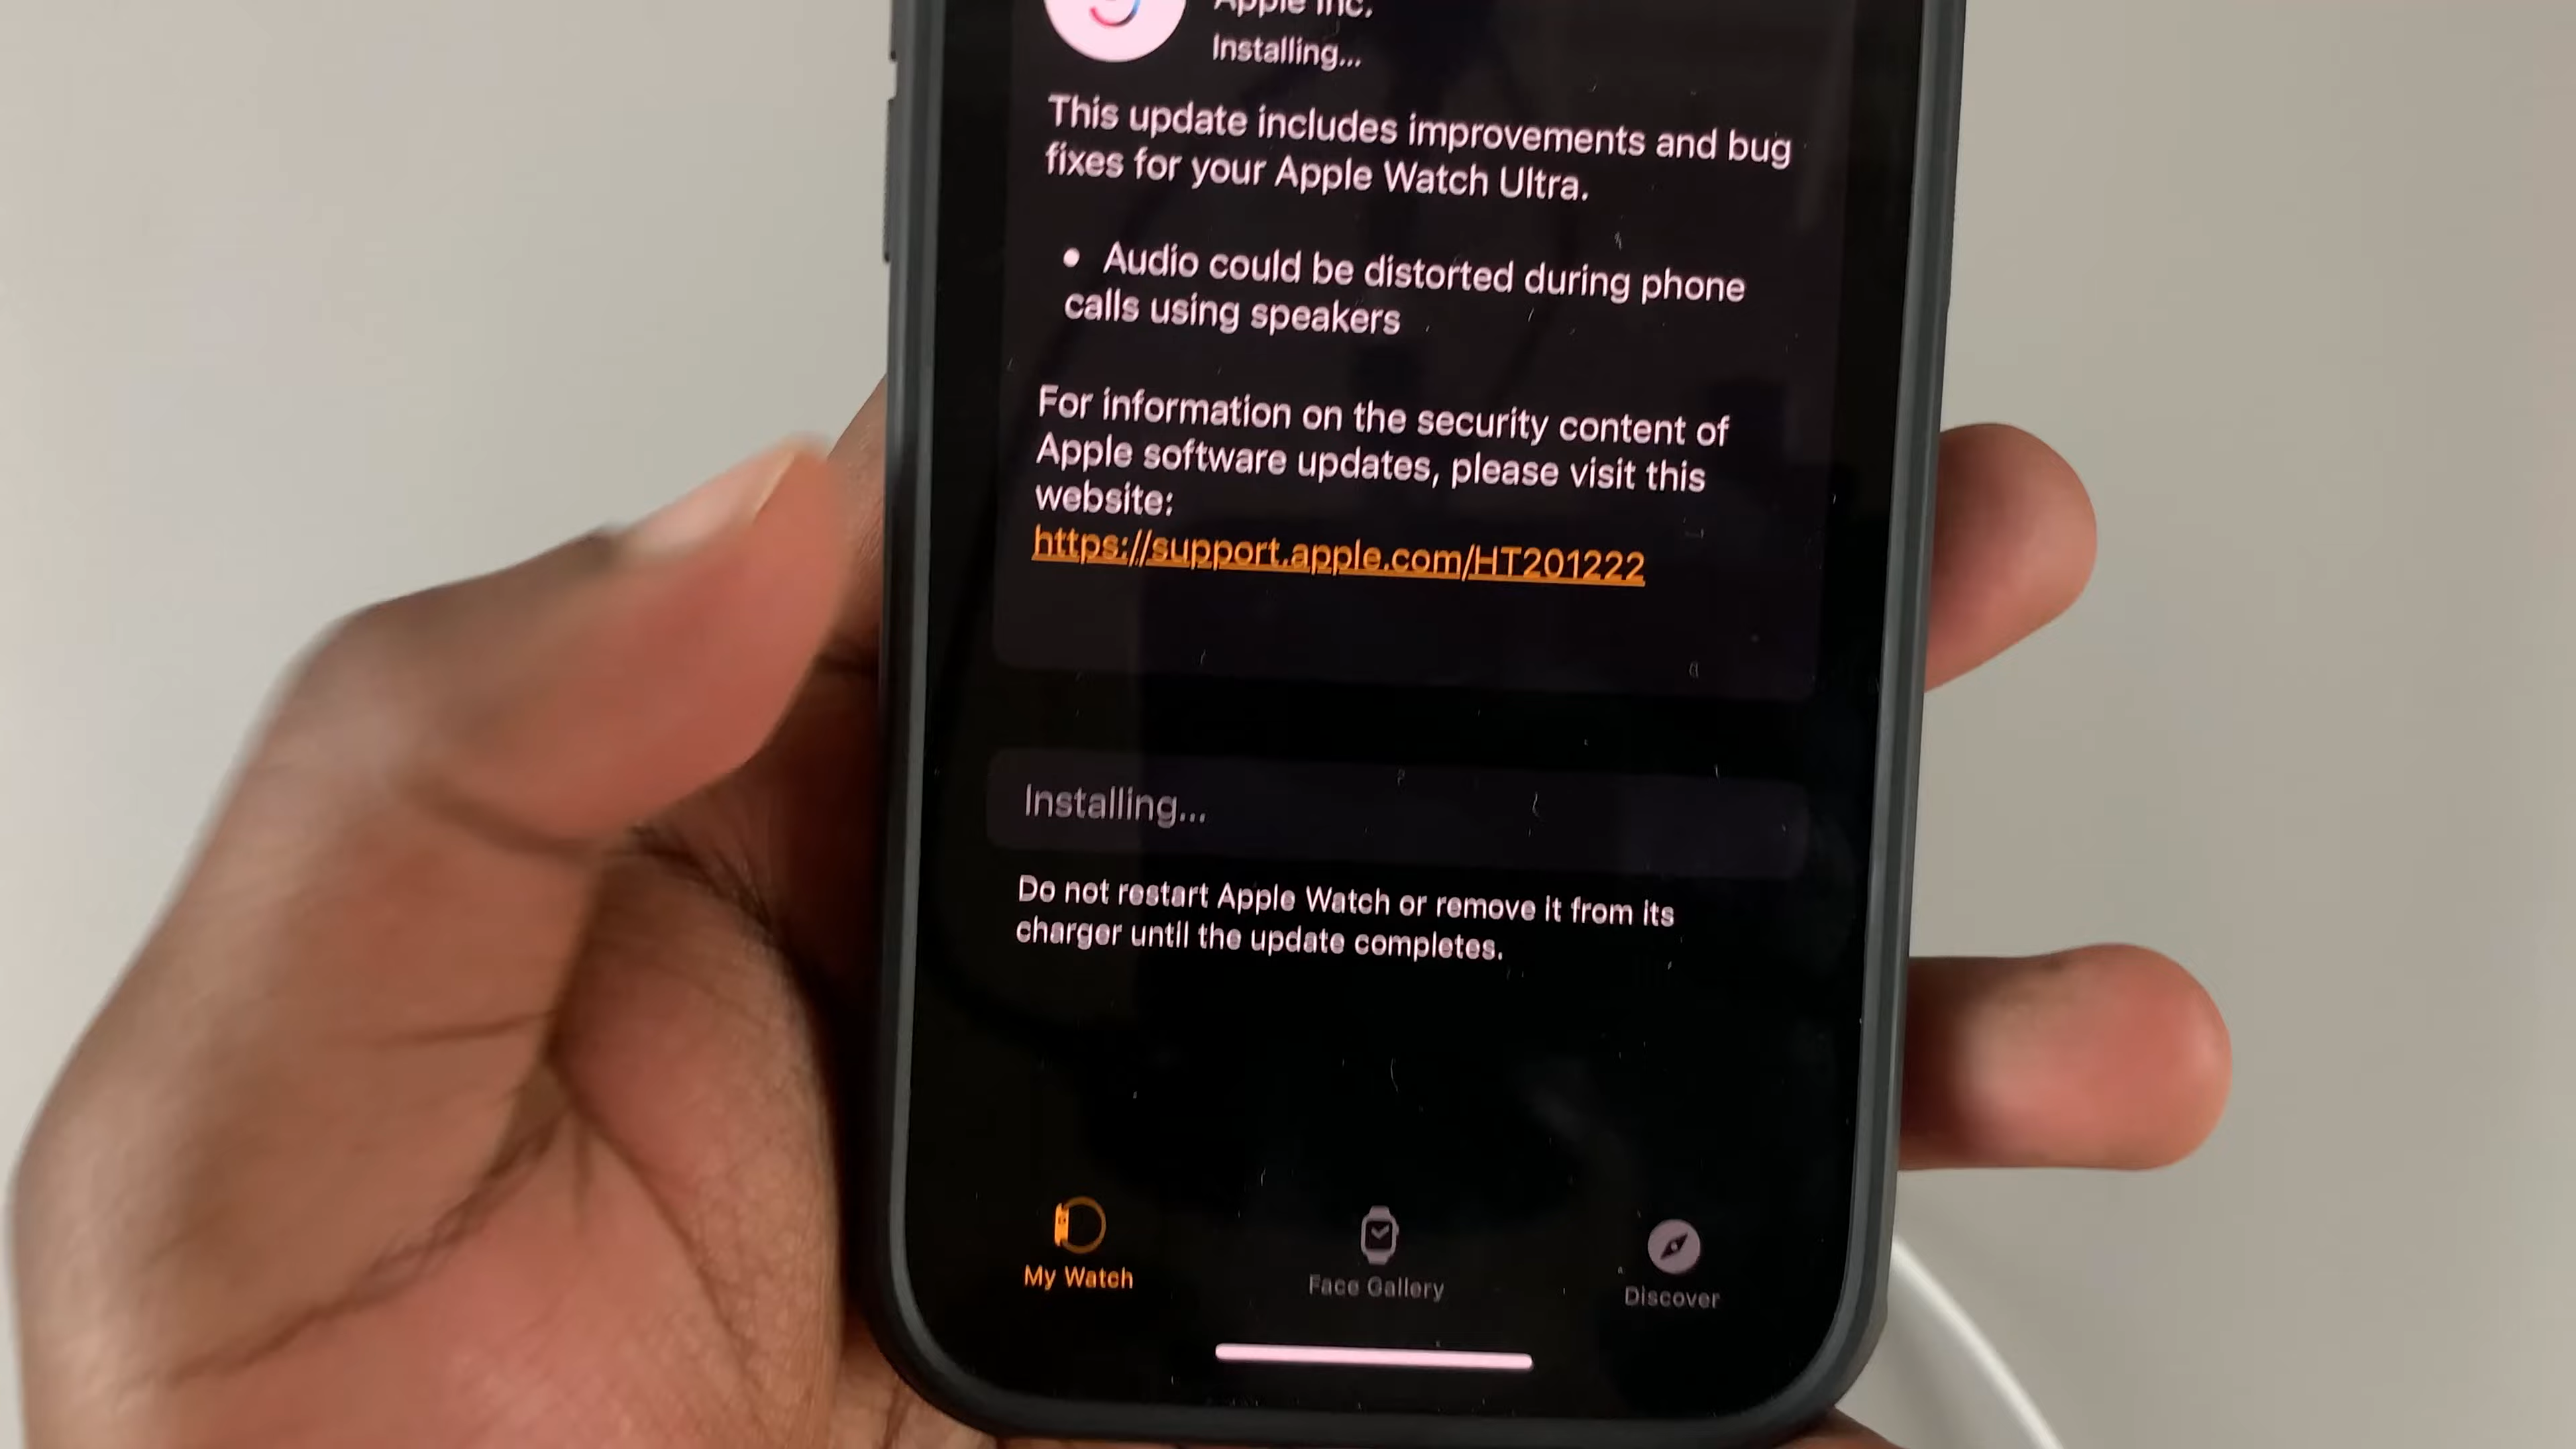 Apple Inc.
Installing...
This update includes improvements and bug
fixes for your Apple Watch Ultra.
• Audio could be distorted during phone
calls using speakers
For information on the security content of
Apple software updates, please visit this
website:
https://support.apple.com/HT201222
Installing...
Do not restart Apple Watch or remove it from its
charger until the update completes.
My Watch
Face Gallery
Discover